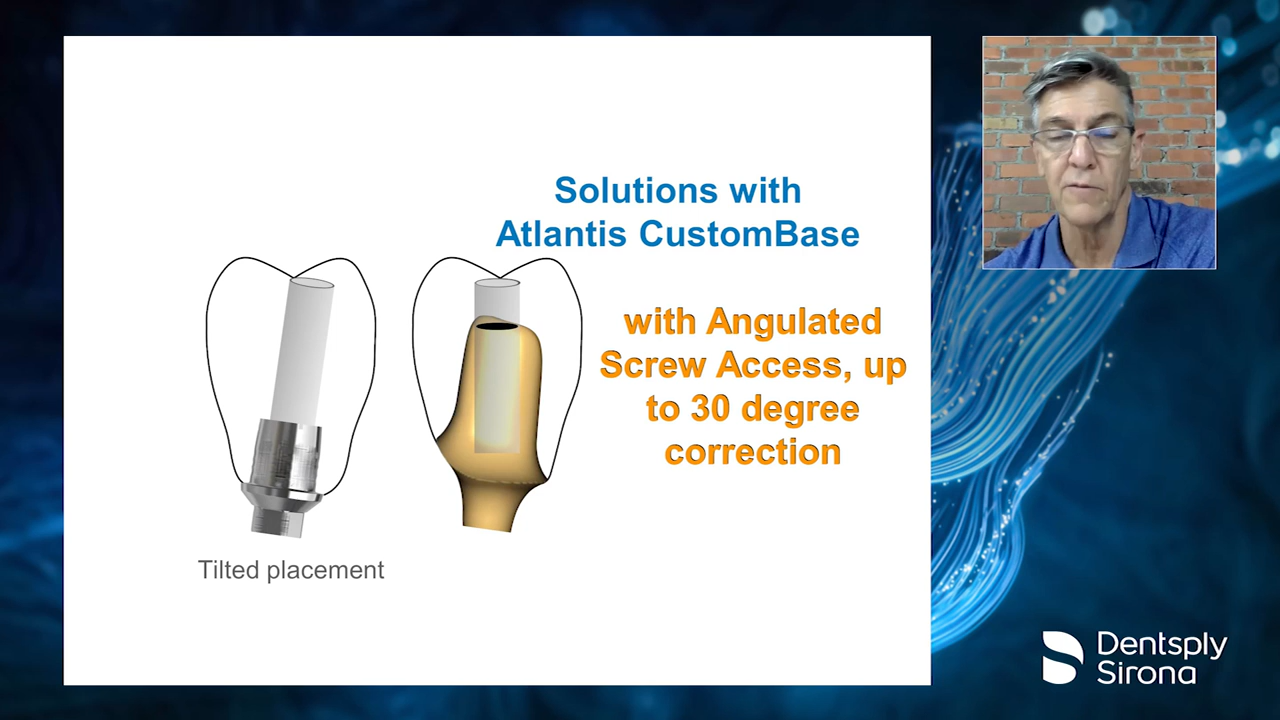 Solutions with
Atlantis CustomBase
with Angulated
Screw Access, up
to 30 degree
correction
Tilted placement
Dentsply
Sirona